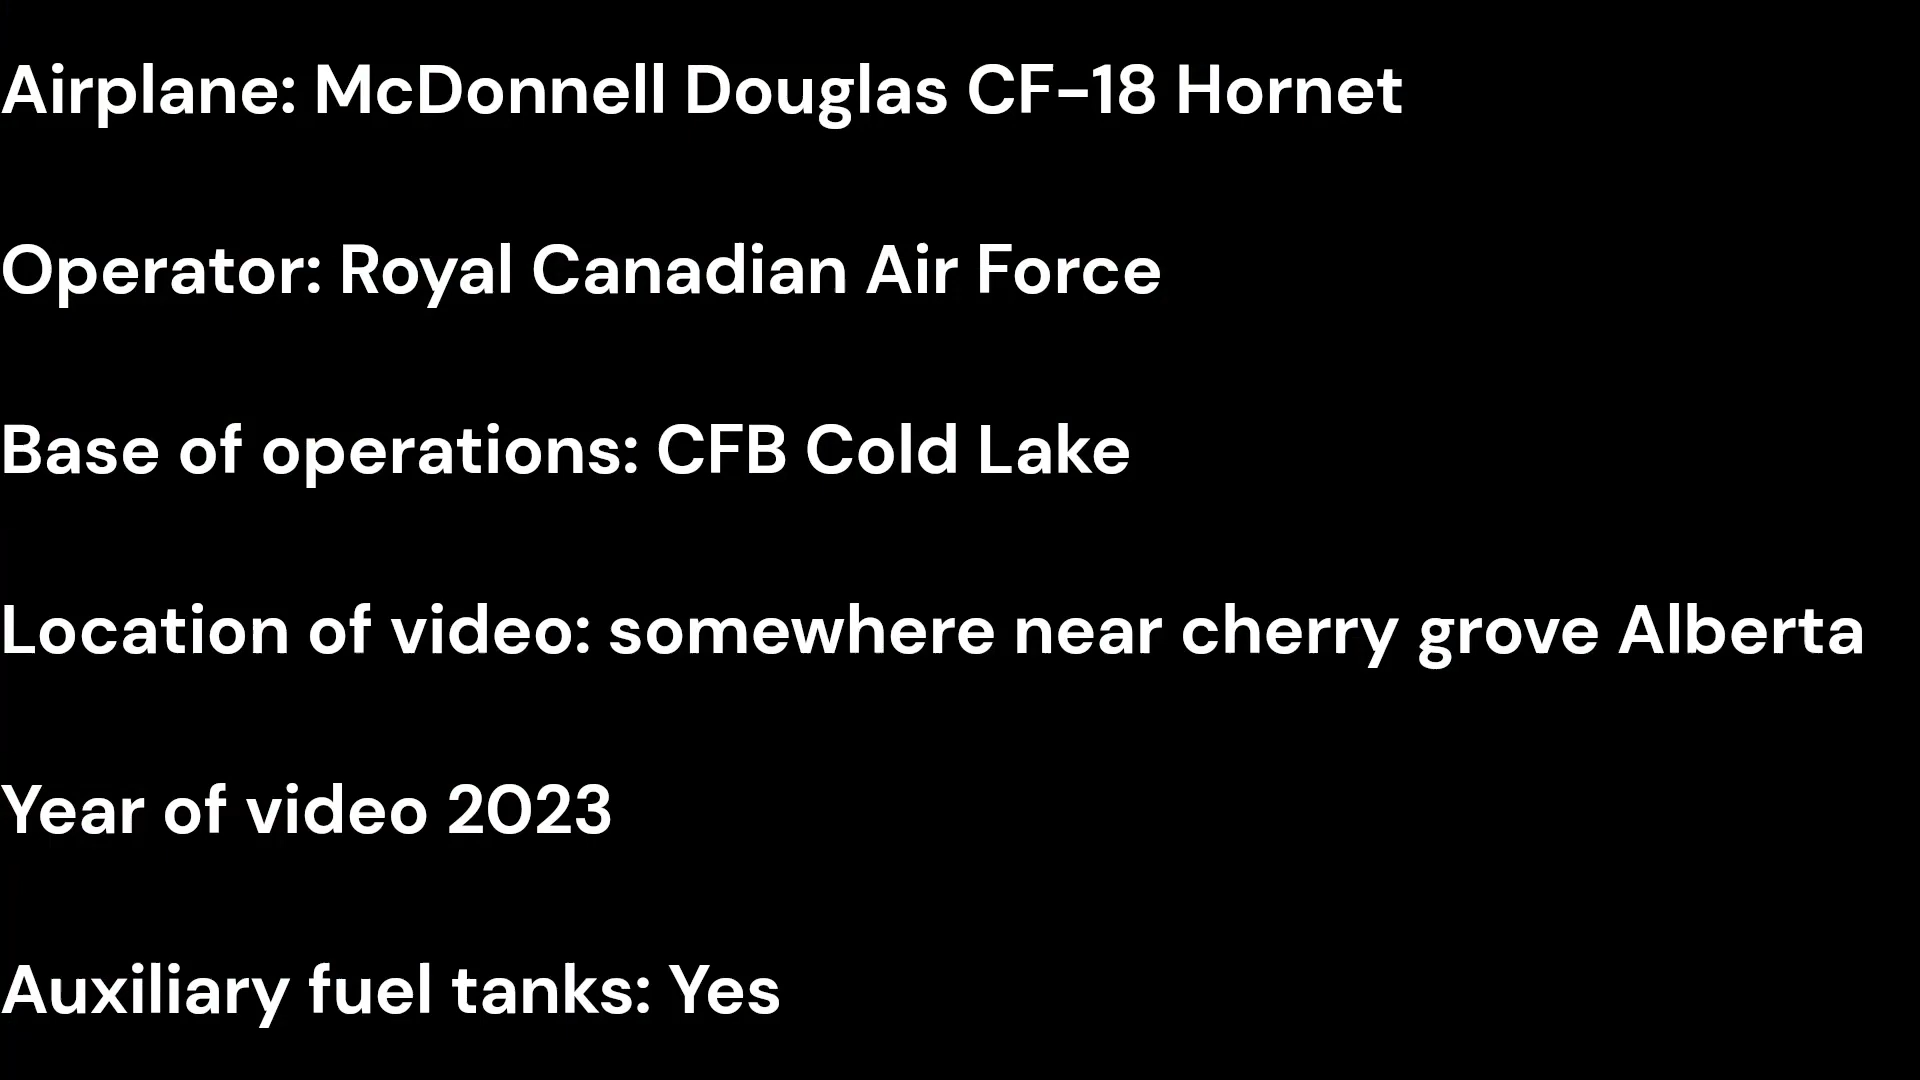 Airplane: McDonnell Douglas CF-18 Hornet
Operator: Royal Canadian Air Force
Base of operations: CFB Cold Lake
Location of video: somewhere near cherry grove Alberta
Year of video 2023
Auxiliary fuel tanks: Yes